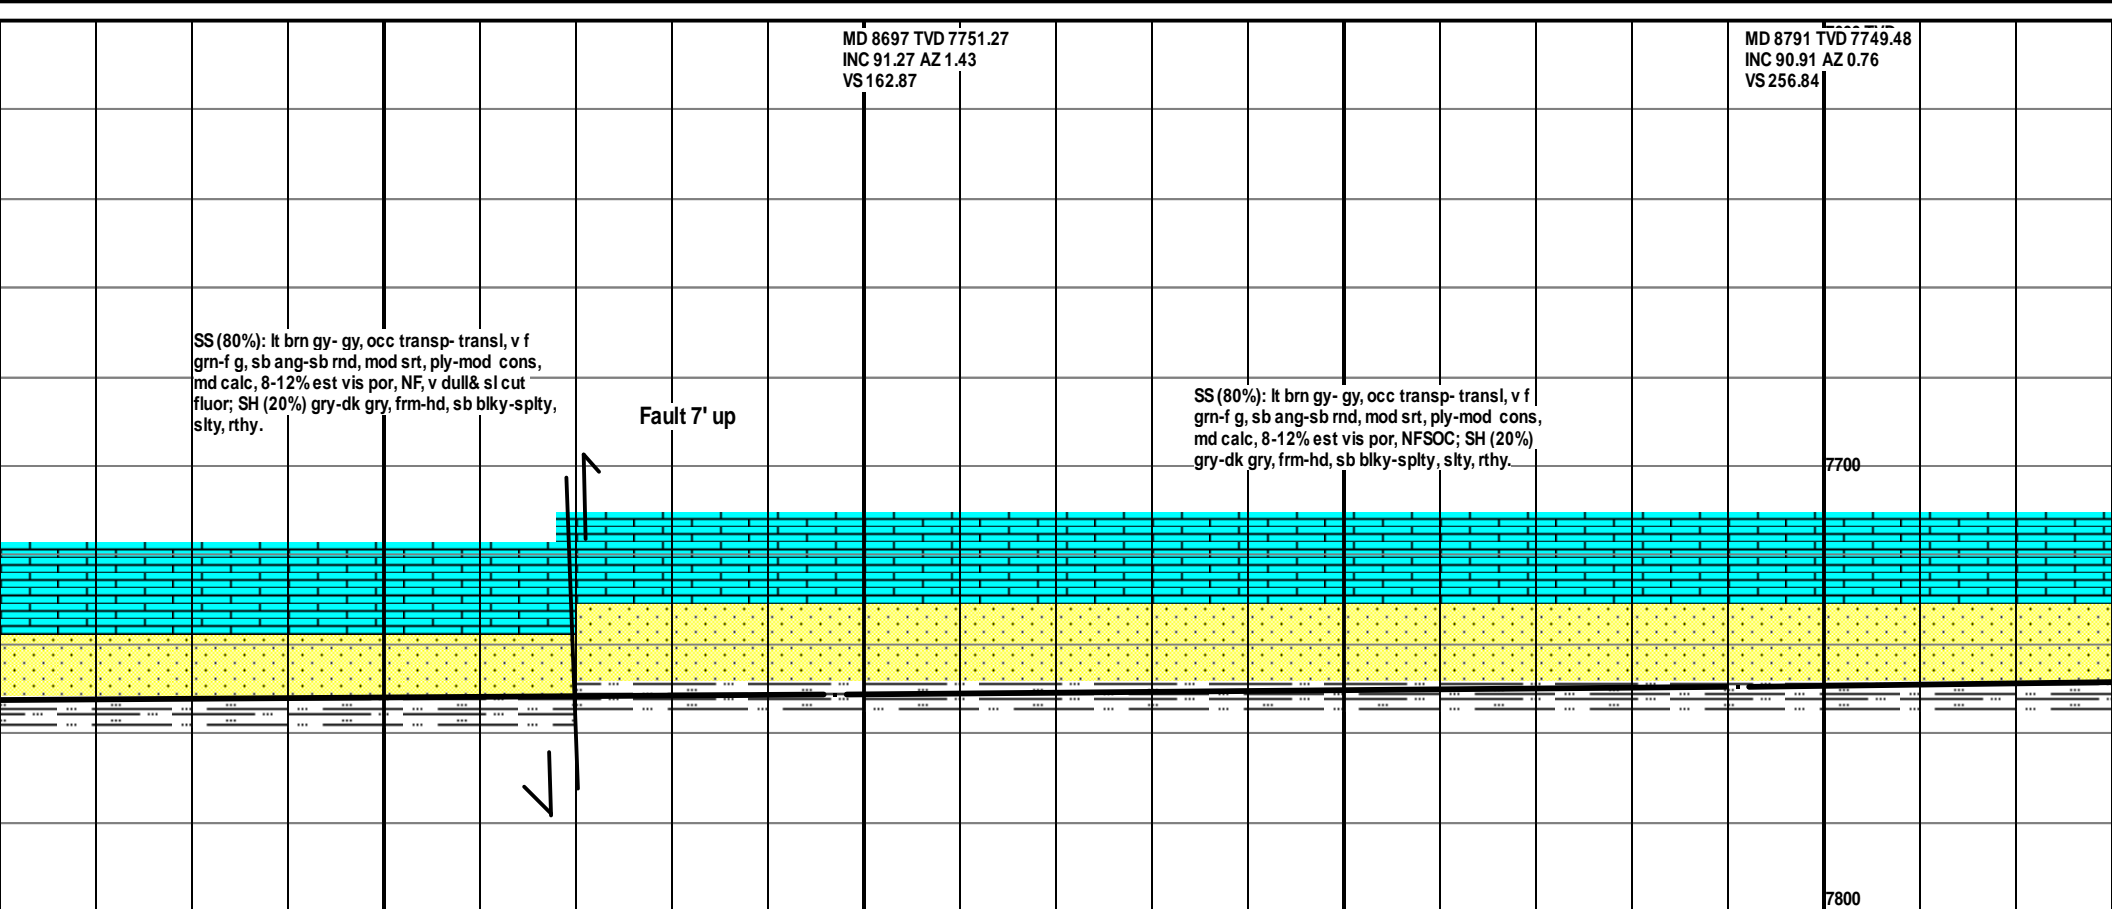 MD 8697 TVD 7751.27
INC 91.27 AZ 1.43
VS 162.87
MD 8791 TVD 7749.48
INC 90.91 AZ 0.76
VS 256.84
SS (80%): lt brn gy- gy, occ transp- transl, v f
grn-f g, sb ang-sb rnd, mod srt, ply-mod cons,
md calc, 8-12% est vis por, NF, v dull& sl cut
fluor; SH (20%) gry-dk gry, frm-hd, sb blky-splty,
slty, rthy.
Fault 7' up
SS (80%): lt brn gy- gy, occ transp- transl, v f
grn-f g, sb ang-sb rnd, mod srt, ply-mod cons,
md calc, 8-12% est vis por, NFSOC; SH (20%)
gry-dk gry, frm-hd, sb blky-splty, slty, rthy.
7700
7800